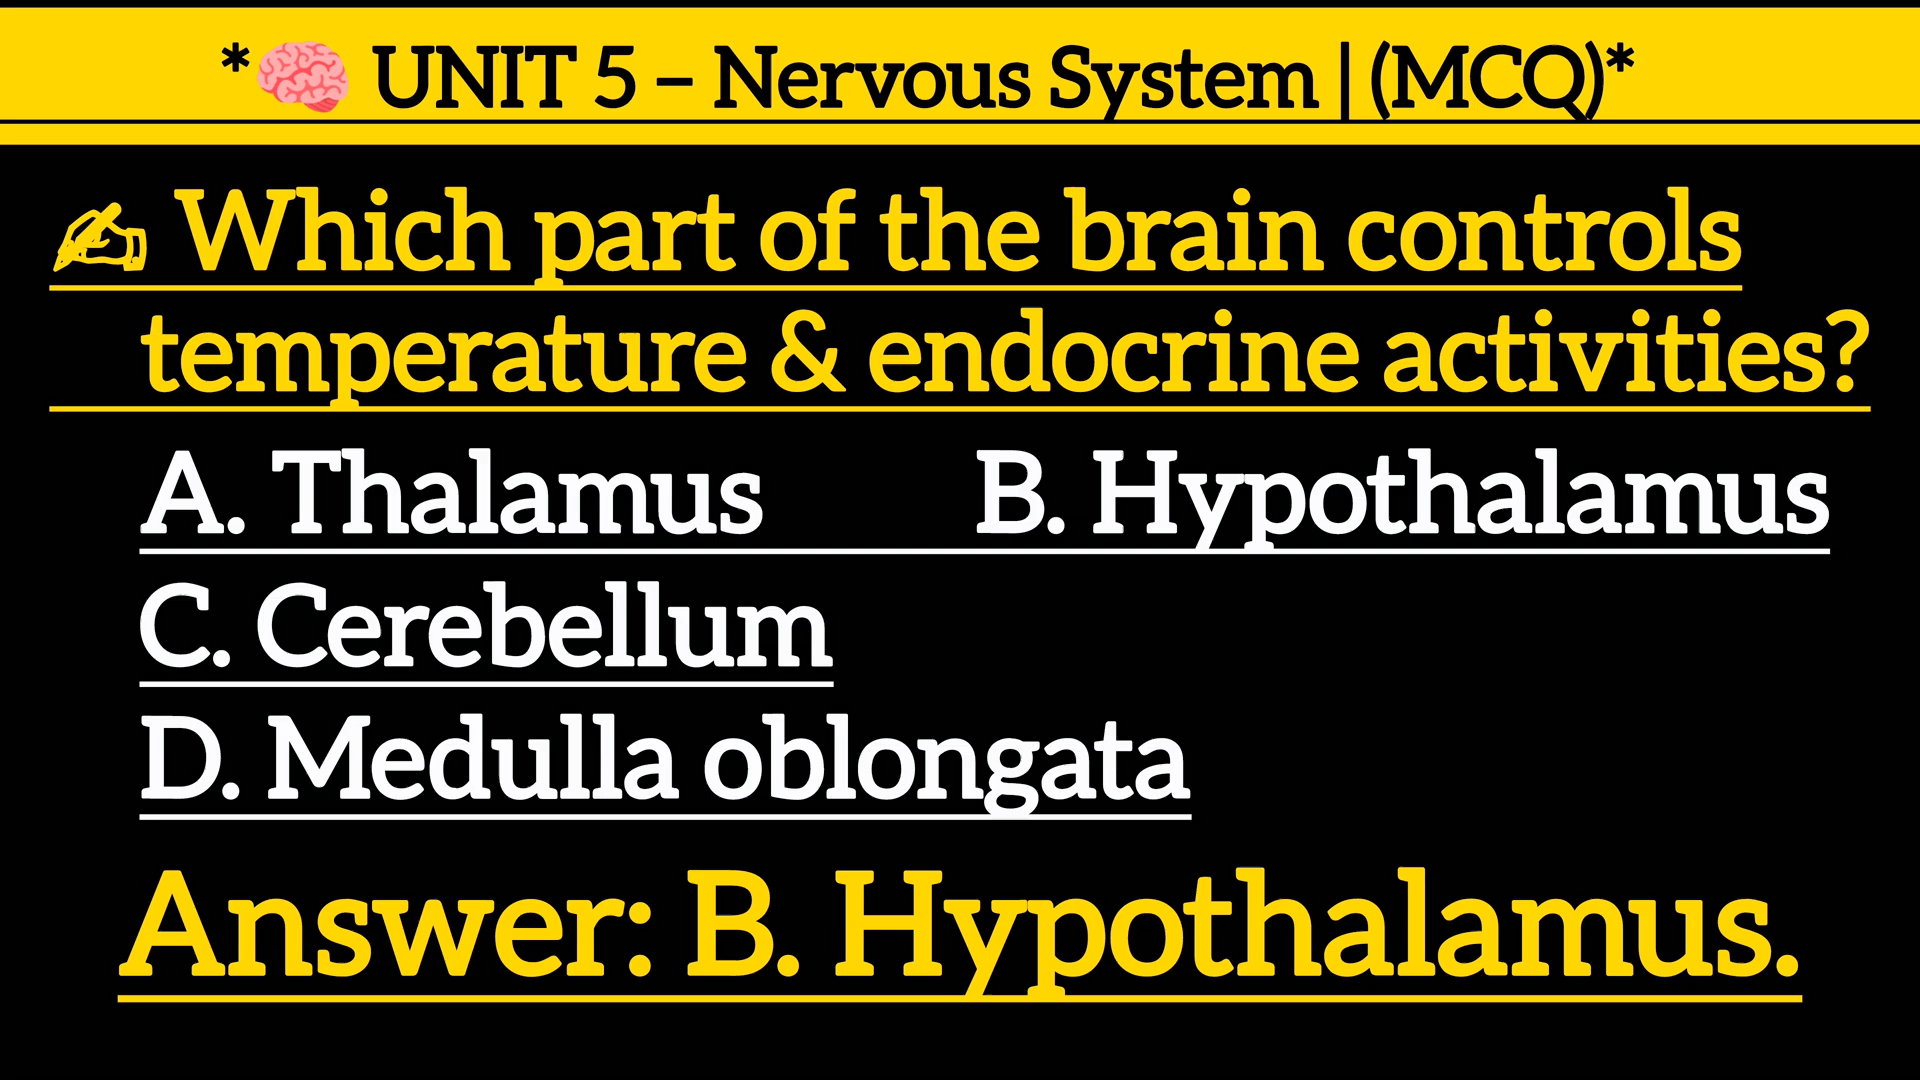 *🧠 UNIT 5 – Nervous System | (MCQ)*
✍ Which part of the brain controls
temperature & endocrine activities?
A. Thalamus B. Hypothalamus
C. Cerebellum
D. Medulla oblongata
Answer: B. Hypothalamus.